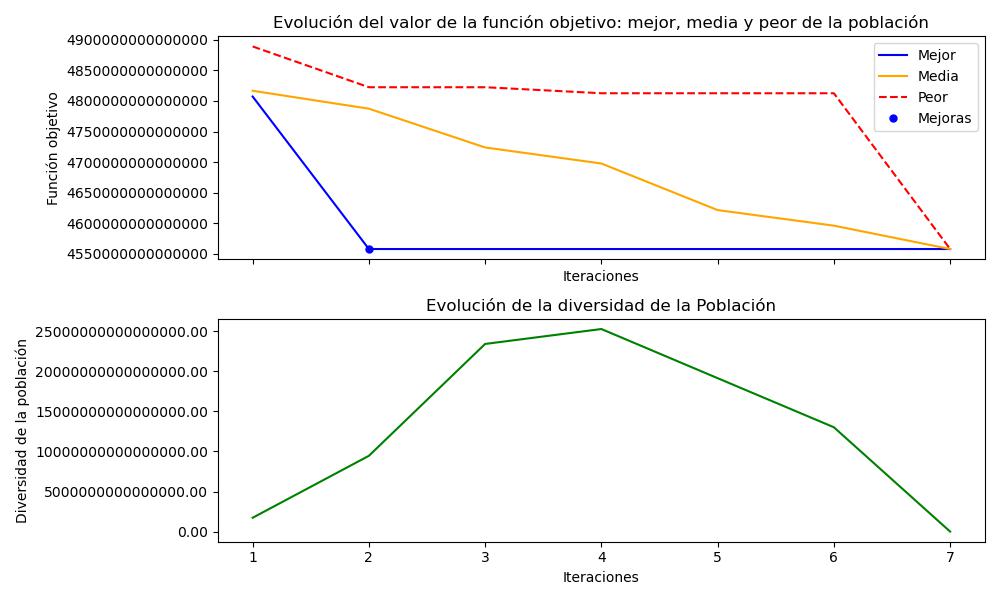 Evolución del valor de la función objetivo: mejor, media y peor de la población
Función objetivo
4900000000000000
4850000000000000
4800000000000000
4750000000000000
4700000000000000
4650000000000000
4600000000000000
4550000000000000
Mejor
Media
Peor
Mejoras
Iteraciones
Evolución de la diversidad de la Población
Diversidad de la población
25000000000000000.00
20000000000000000.00
15000000000000000.00
10000000000000000.00
5000000000000000.00
0.00
1 2 3 4 5 6 7
Iteraciones